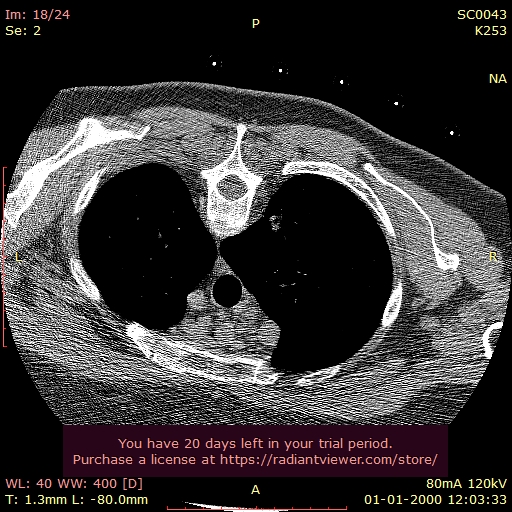 Im: 18/24
Se: 2
P
SC0043
K253
NA
L
R
You have 20 days left in your trial period.
Purchase a license at https://radiantviewer.com/store/
WL: 40 WW: 400 [D]
T: 1.3mm L: -80.0mm
A
80mA 120kV
01-01-2000 12:03:33